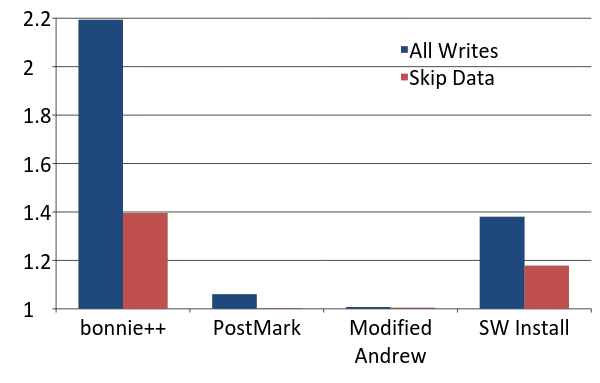 2.2
2
1.8
1.6
1.4
1.2
1
All Writes
Skip Data
bonnie++
PostMark
Modified
Andrew
SW Install